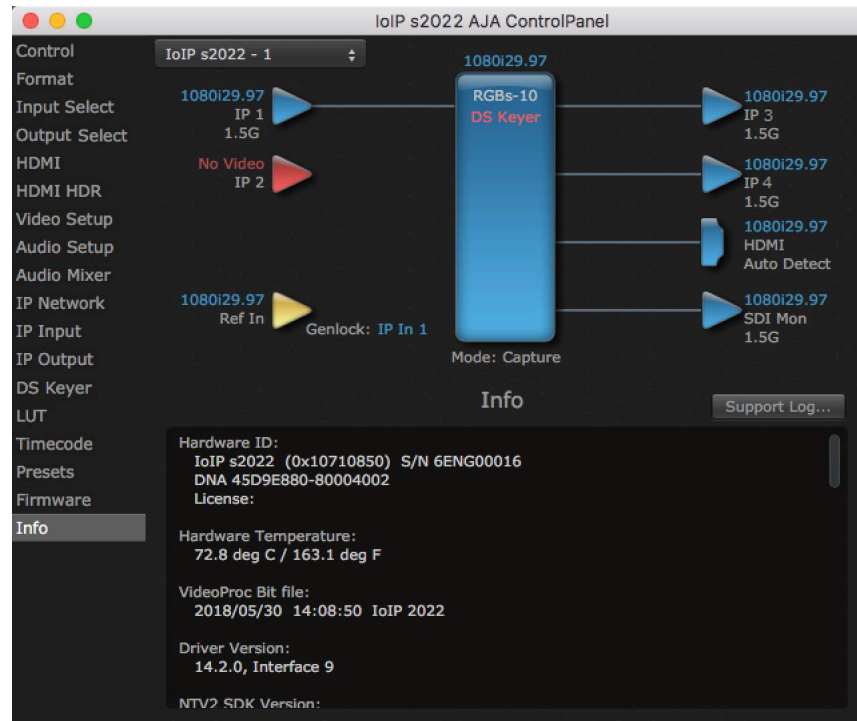 IoIP s2022 AJA ControlPanel
Control
Format
Input Select
Output Select
HDMI
HDMI HDR
Video Setup
Audio Setup
Audio Mixer
IP Network
IP Input
IP Output
DS Keyer
LUT
Timecode
Presets
Firmware
Info
IoIP s2022 - 1
1080i29.97
1080i29.97
IP 1
1.5G
No Video
IP 2
1080i29.97
Ref In
Genlock: IP In 1
RGBs-10
DS Keyer
Mode: Capture
1080i29.97
IP 3
1.5G
1080i29.97
IP 4
1.5G
1080i29.97
HDMI
Auto Detect
1080i29.97
SDI Mon
1.5G
Info
Support Log...
Hardware ID:
IoIP s2022 (0x10710850) S/N 6ENG00016
DNA 45D9E880-80004002
License:
Hardware Temperature:
72.8 deg C / 163.1 deg F
VideoProc Bit file:
2018/05/30 14:08:50 IoIP 2022
Driver Version:
14.2.0, Interface 9
NTV2 SDK Version: